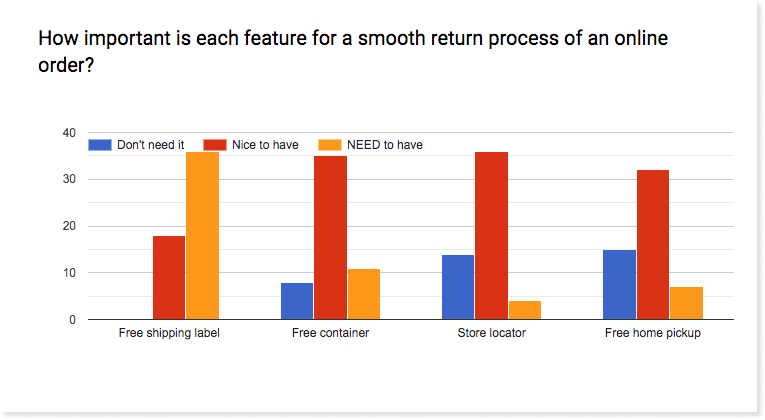 How important is each feature for a smooth return process of an online
order?
40
Don't need it Nice to have NEED to have
30
20
10
0
Free shipping label Free container Store locator Free home pickup